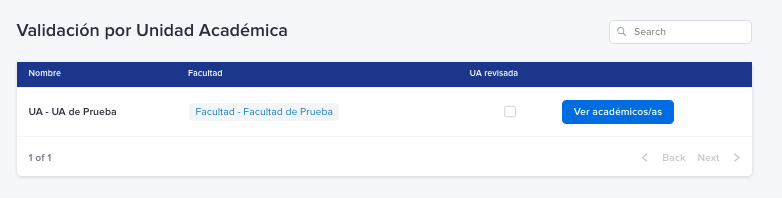 Validación por Unidad Académica
Search
Nombre Facultad UA revisada
UA - UA de Prueba Facultad - Facultad de Prueba Ver académicos/as
1 of 1 Back Next